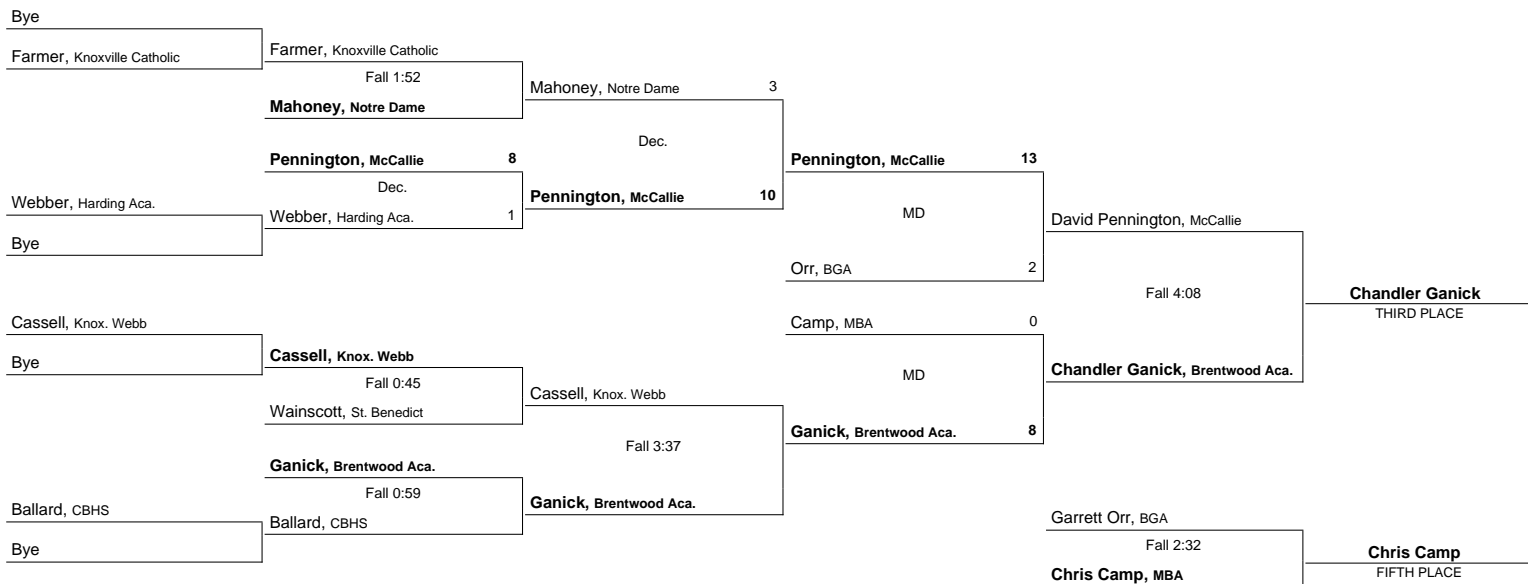 Bye
Farmer, Knoxville Catholic
Farmer, Knoxville Catholic
Fall 1:52
Mahoney, Notre Dame
Mahoney, Notre Dame 3
Dec.
Pennington, McCallie 8
Dec.
Webber, Harding Aca. 1
Webber, Harding Aca.
Bye
Pennington, McCallie 10
Pennington, McCallie 13
MD
Orr, BGA 2
David Pennington, McCallie
Fall 4:08
Chandler Ganick
THIRD PLACE
Cassell, Knox. Webb
Bye
Cassell, Knox. Webb
Fall 0:45
Wainscott, St. Benedict
Cassell, Knox. Webb
Fall 3:37
Camp, MBA 0
MD
Ganick, Brentwood Aca. 8
Chandler Ganick, Brentwood Aca.
Ganick, Brentwood Aca.
Fall 0:59
Ballard, CBHS
Ballard, CBHS
Bye
Ganick, Brentwood Aca.
Garrett Orr, BGA
Fall 2:32
Chris Camp, MBA
Chris Camp
FIFTH PLACE